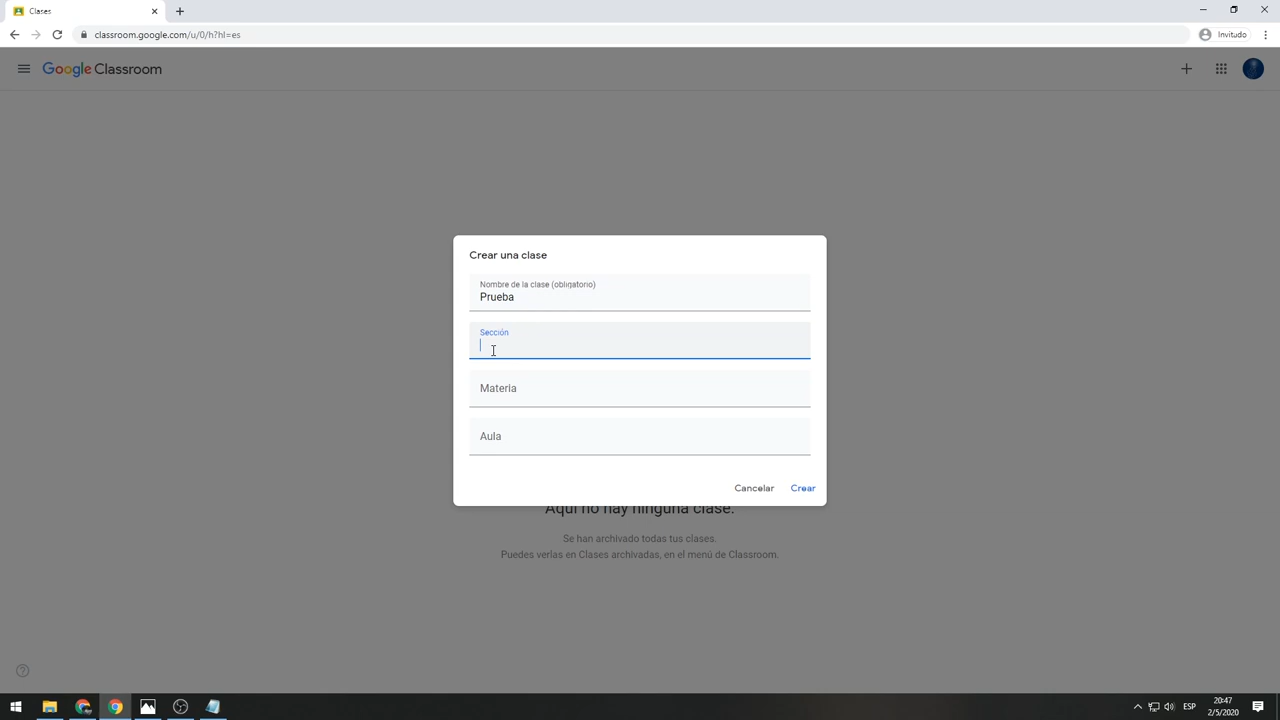 Clases
classroom.google.com/u/0/h?hl=es
Invitado
Google Classroom
Crear una clase
Nombre de la clase (obligatorio)
Prueba
Sección
Materia
Aula
Cancelar
Crear
Aquí no hay ninguna clase.
Se han archivado todas tus clases.
Puedes verlas en Clases archivadas, en el menú de Classroom.
ESP
20:47
2/5/2020